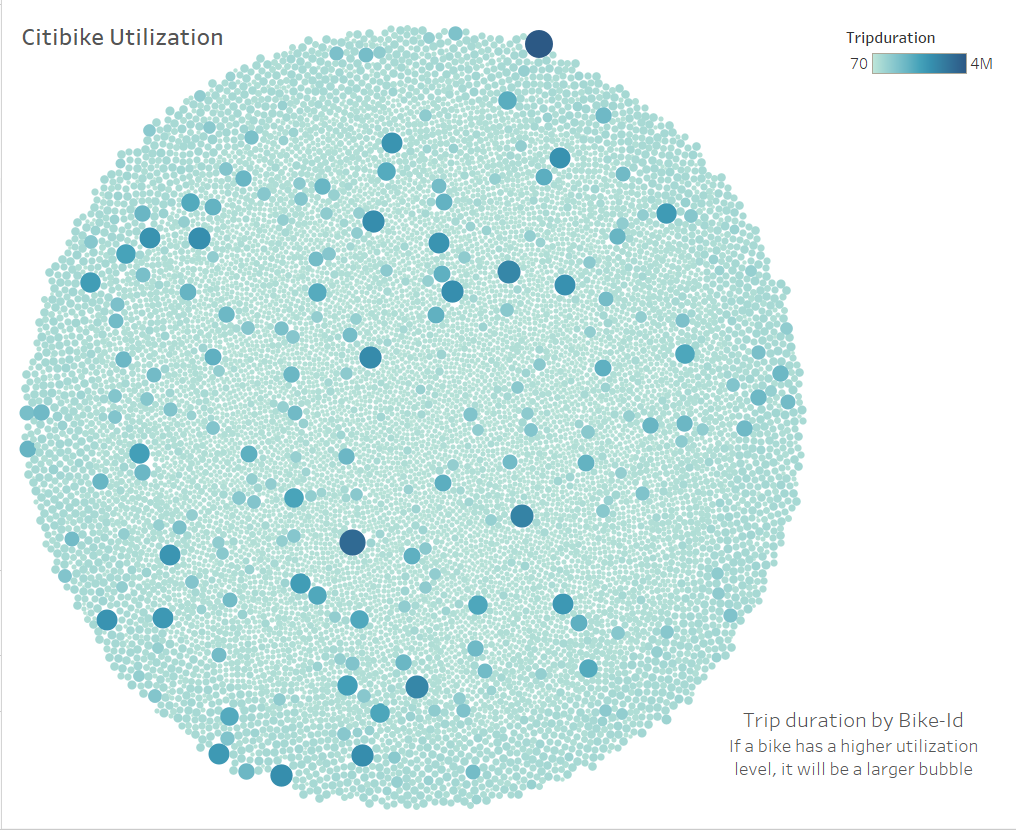 Citibike Utilization
Tripduration
70 4M
Trip duration by Bike-Id
If a bike has a higher utilization
level, it will be a larger bubble